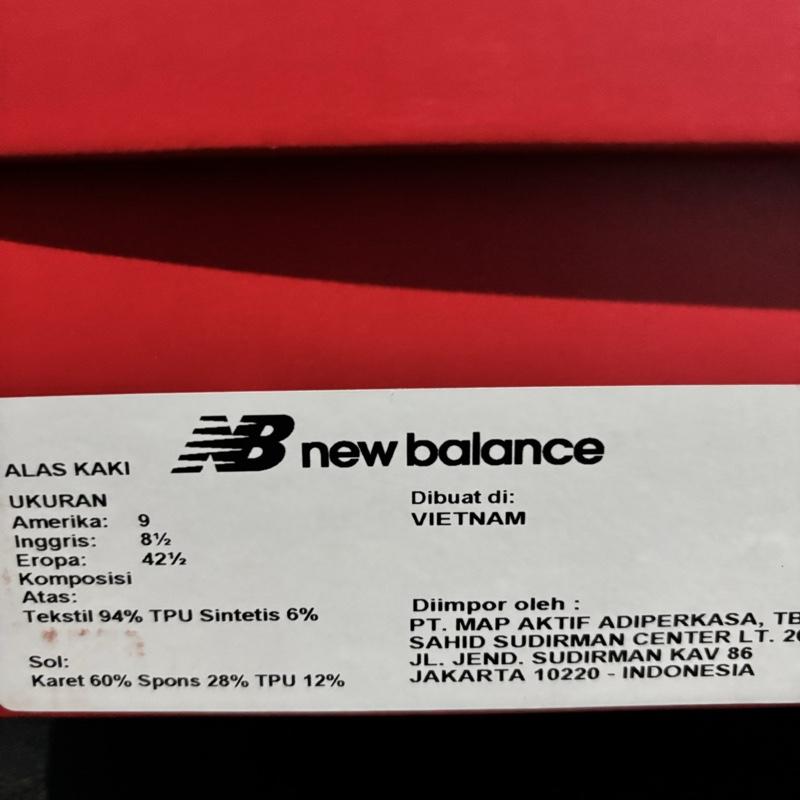 NB new balance
ALAS KAKI
UKURAN
Amerika: 9
Inggris: 8½
Eropa: 42½
Komposisi
Atas:
Tekstil 94% TPU Sintetis 6%
Sol:
Karet 60% Spons 28% TPU 12%
Dibuat di:
VIETNAM
Diimpor oleh :
PT. MAP AKTIF ADIPERKASA, TB
SAHID SUDIRMAN CENTER LT.
JL. JEND. SUDIRMAN KAV 86
JAKARTA 10220 - INDONESIA